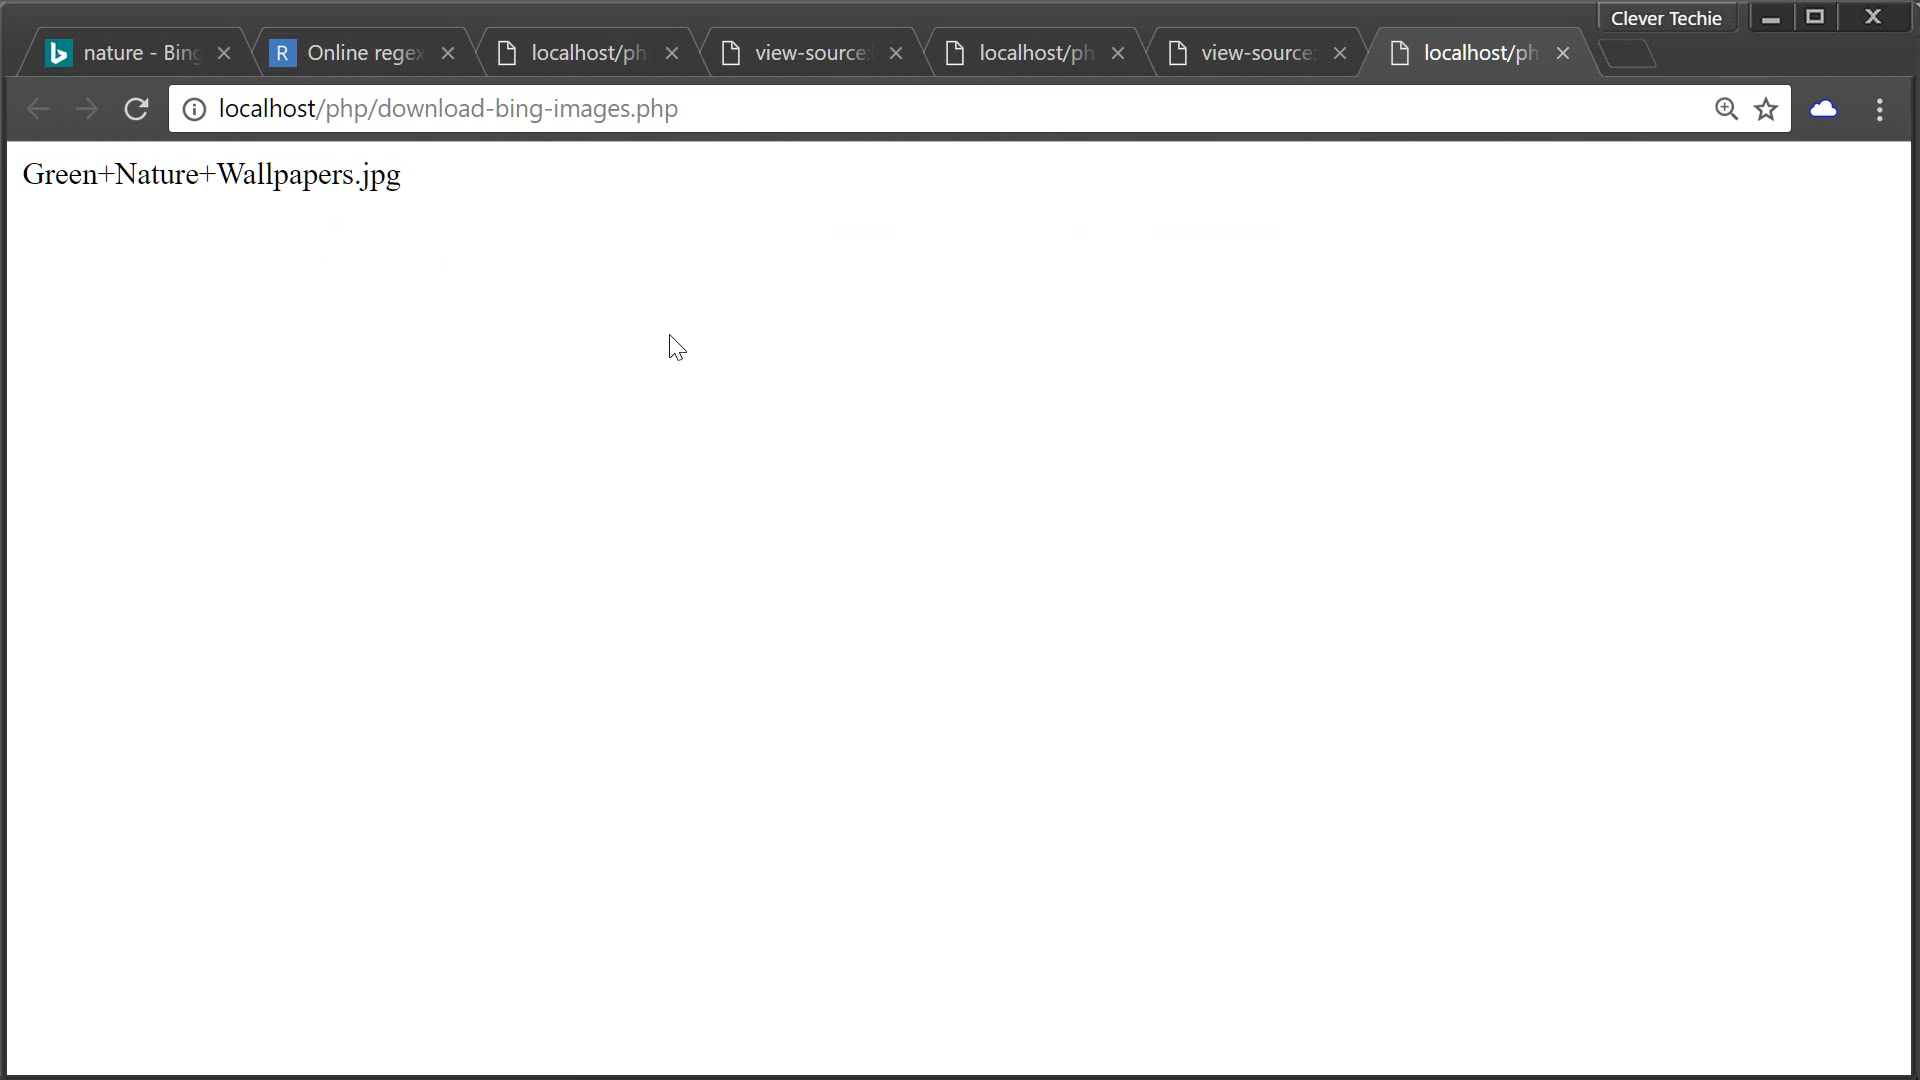 Clever Techie
nature - Bing
R Online regex
localhost/ph
view-source:
localhost/ph
view-source:
localhost/ph
localhost/php/download-bing-images.php
Green+Nature+Wallpapers.jpg